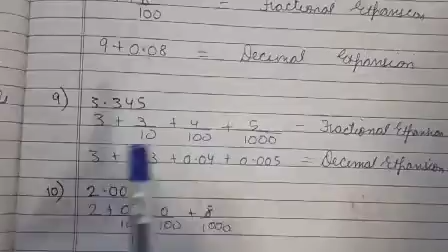 100 = Fractional Expansion
9 + 0.08 = Decimal Expansion
9) 3.345
3 + 3/10 + 4/100 + 5/1000 = Fractional Expansion
3 + 3 + 0.04 + 0.005 = Decimal Expansion
10) 2.00
2 + 0/10 0/100 + 8/1000